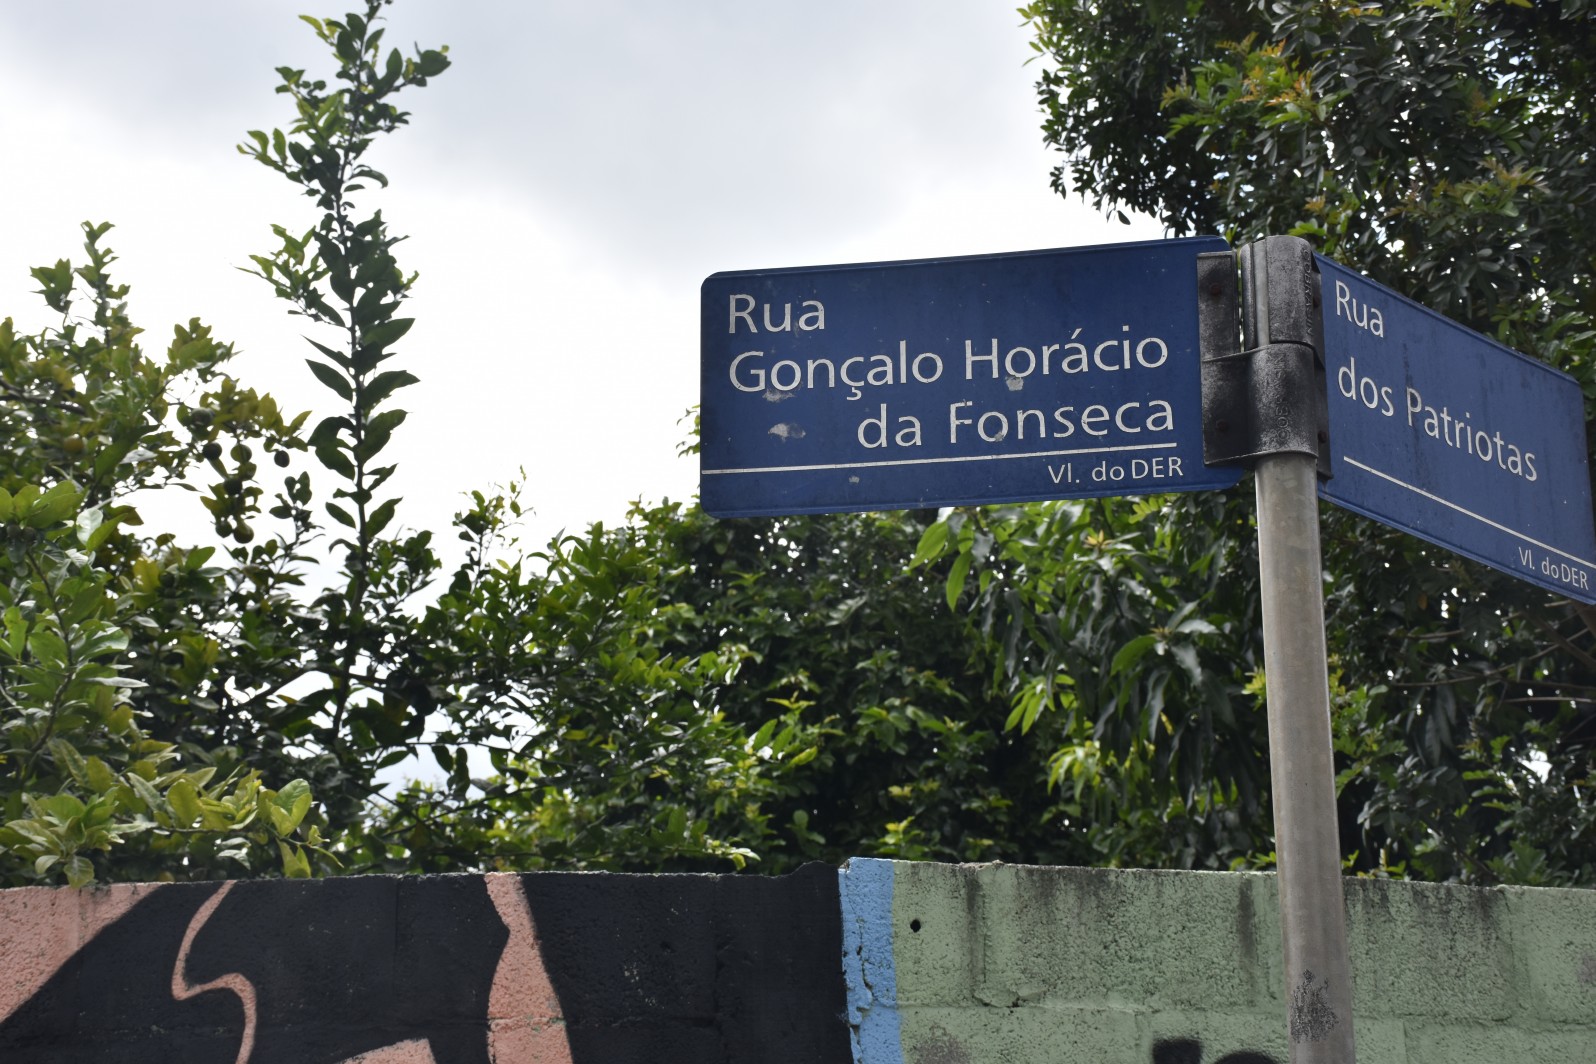 Rua
Gonçalo Horácio
da Fonseca
Vl. do DER
Rua
dos Patriotas
Vl. do DER